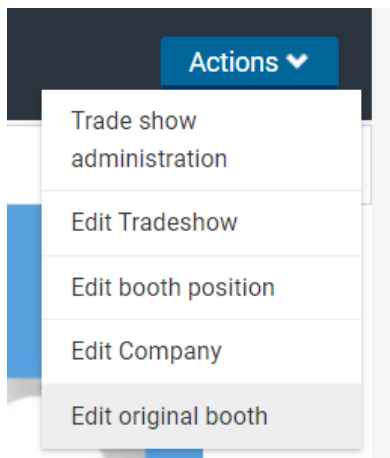 Actions
Trade show
administration
Edit Tradeshow
Edit booth position
Edit Company
Edit original booth